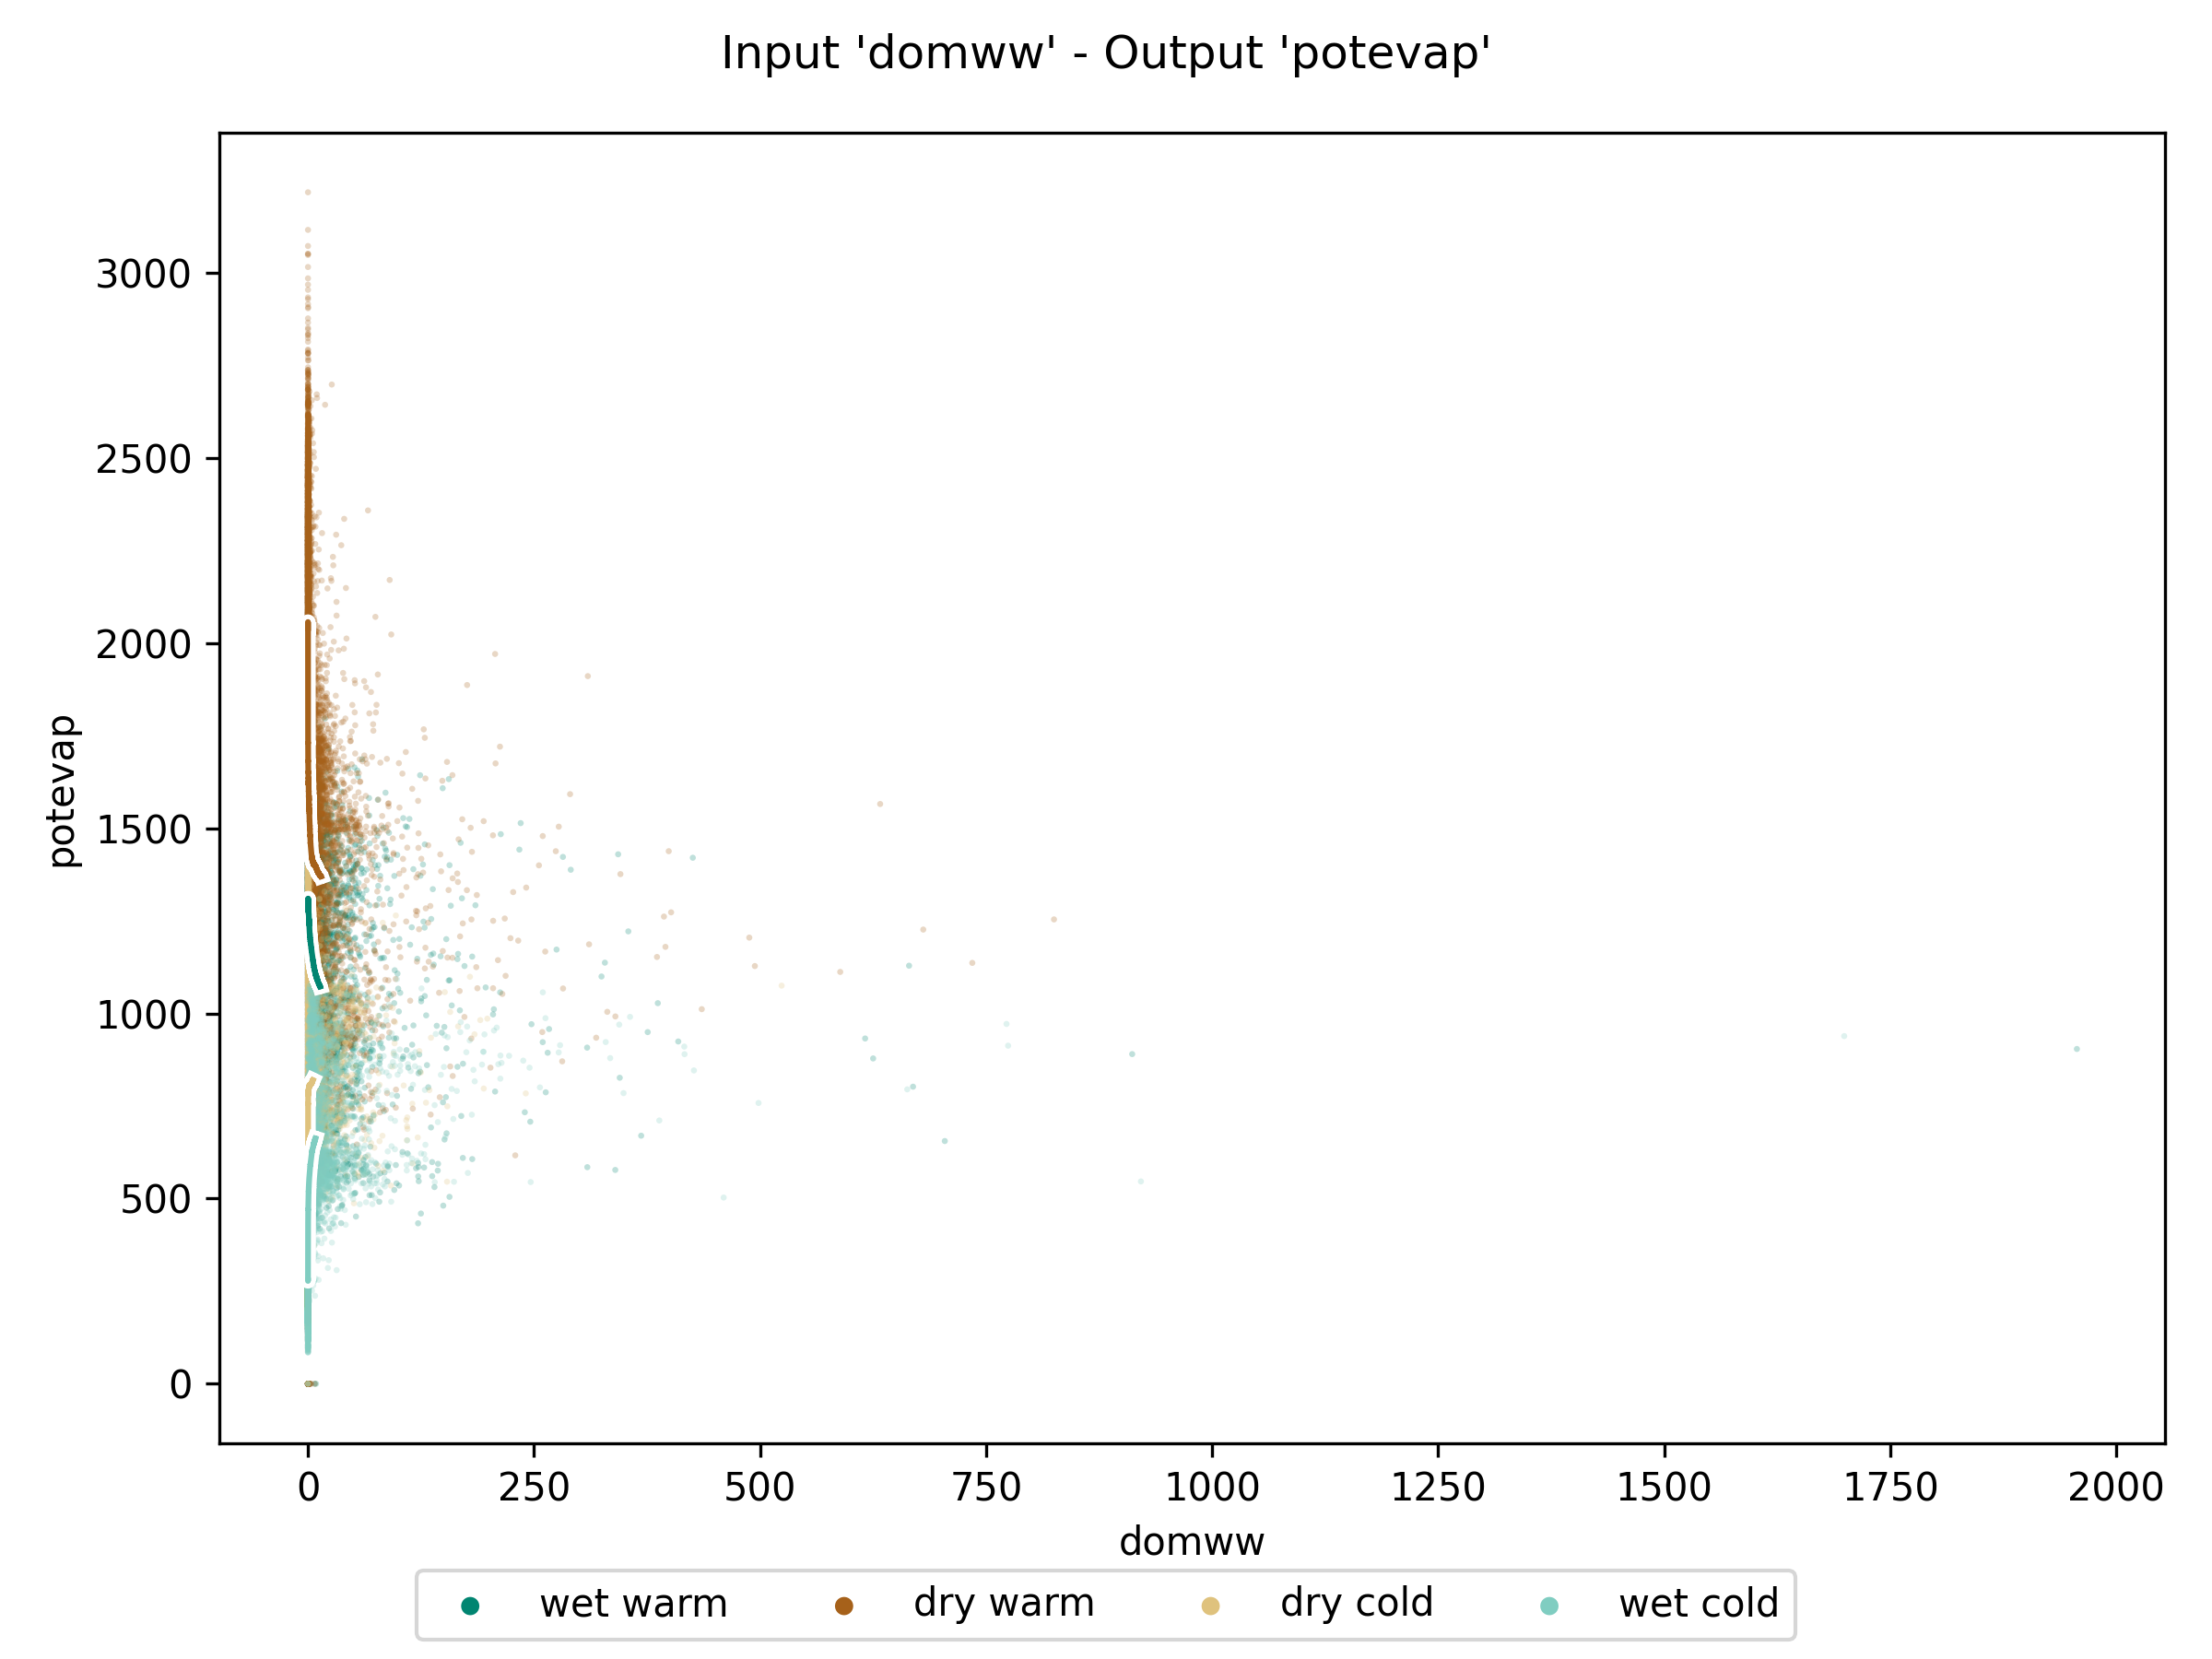 Input 'domww' - Output 'potevap'
3000
2500
2000
1500
1000
500
0
potevap
0 250 500 750 1000 1250 1500 1750 2000
domww
wet warm dry warm dry cold wet cold